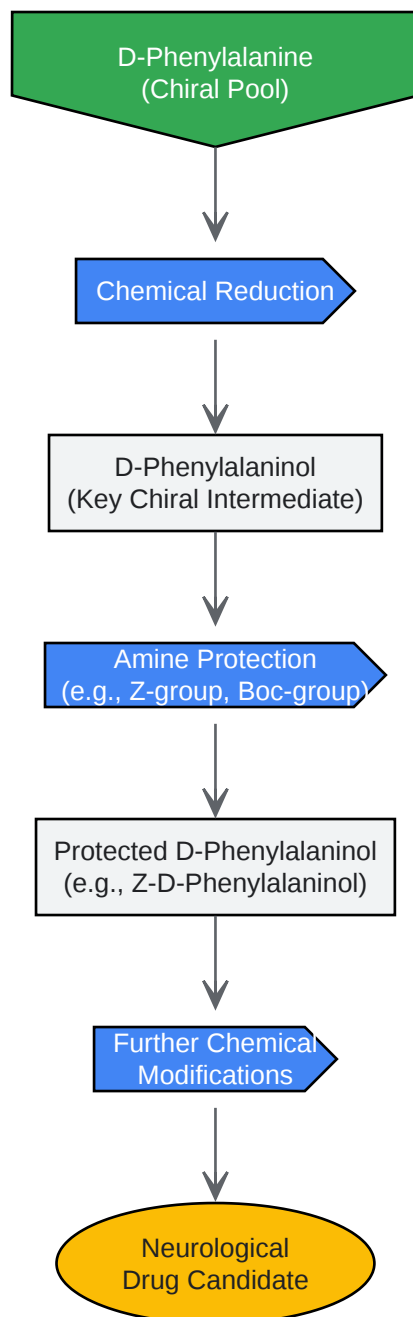 D-Phenylalanine
(Chiral Pool)
Chemical Reduction
D-Phenylalaninol
(Key Chiral Intermediate)
Amine Protection
(e.g., Z-group, Boc-group)
Protected D-Phenylalaninol
(e.g., Z-D-Phenylalaninol)
Further Chemical
Modifications
Neurological
Drug Candidate